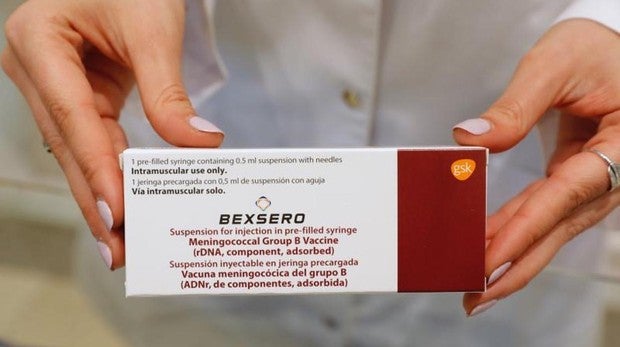 1 pre-filled syringe containing 0.5 ml suspension with needles
Intramuscular use only.
1 jeringa precargada con 0,5 ml de suspensión con aguja
Vía intramuscular solo.
gsk
BEXSERO
Suspension for injection in pre-filled syringe
Meningococcal Group B Vaccine
(rDNA, component, adsorbed)
Suspensión inyectable en jeringa precargada
Vacuna meningocócica del grupo B
(ADNr, de componentes, adsorbida)